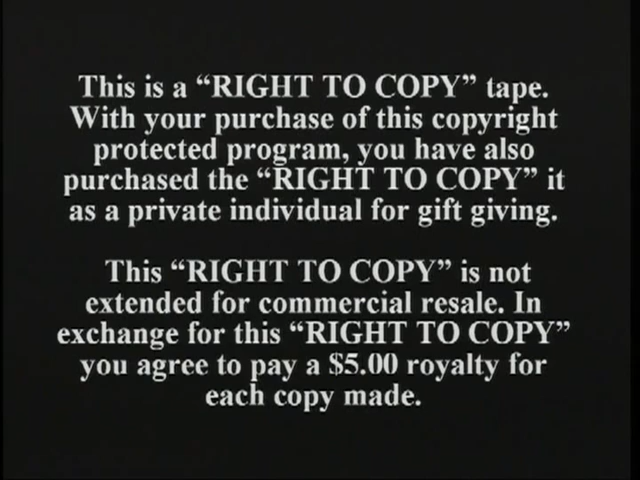 This is a “RIGHT TO COPY” tape.
With your purchase of this copyright
protected program, you have also
purchased the “RIGHT TO COPY” it
as a private individual for gift giving.
This “RIGHT TO COPY” is not
extended for commercial resale. In
exchange for this “RIGHT TO COPY”
you agree to pay a $5.00 royalty for
each copy made.